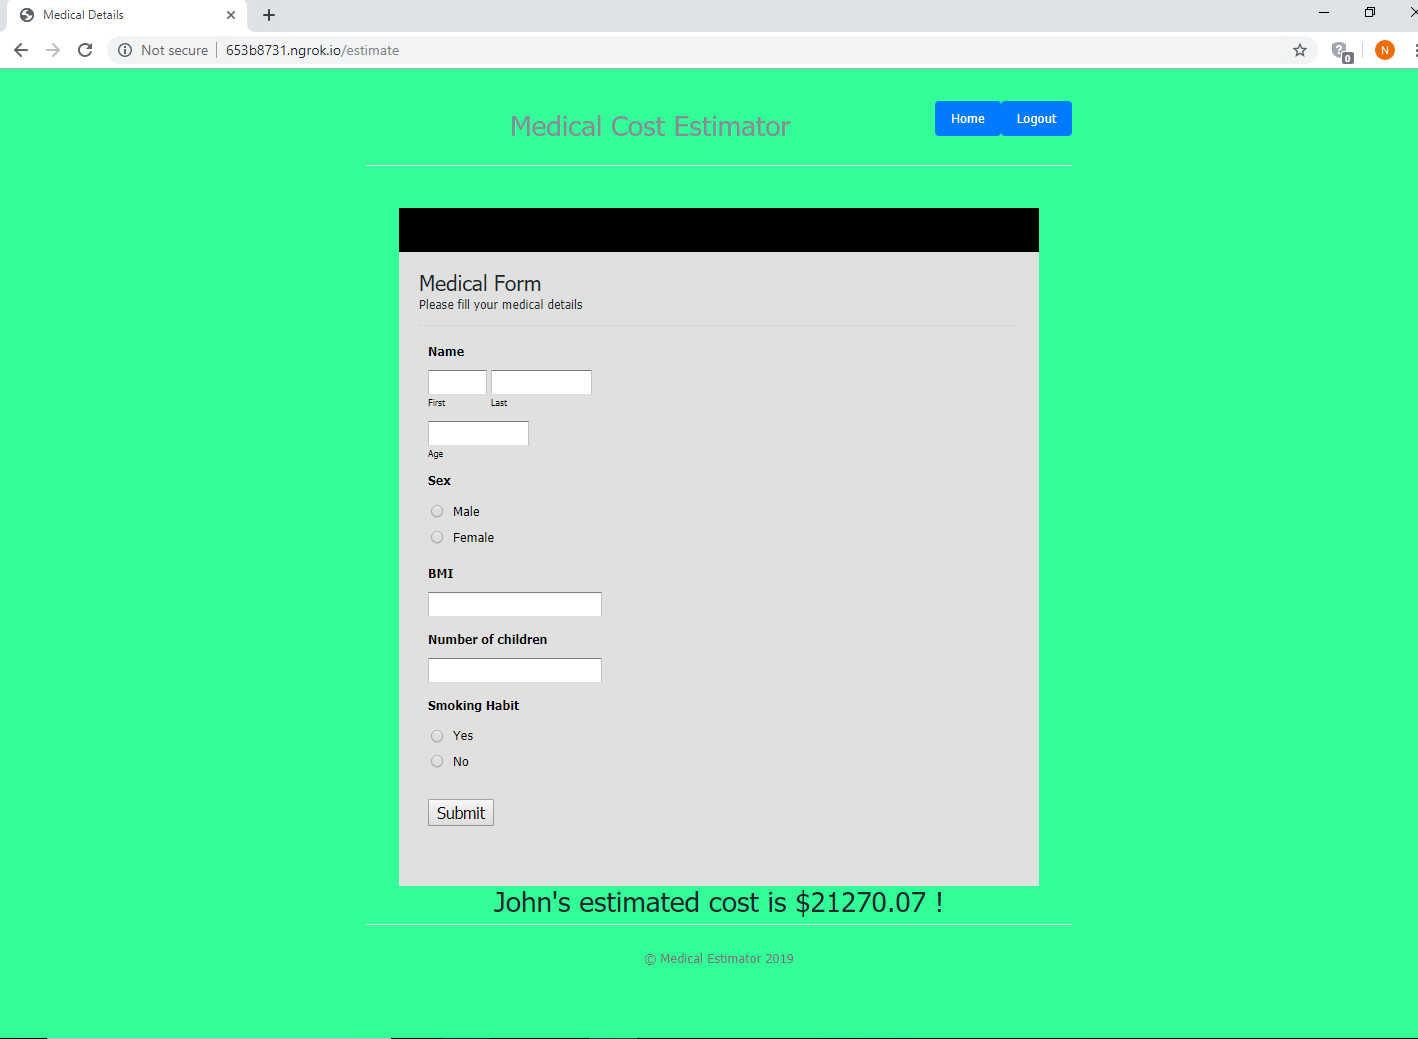 Medical Details
Not secure 653b8731.ngrok.io/estimate
? 0 N
Medical Cost Estimator
Home Logout
Medical Form
Please fill your medical details
Name
First Last
Age
Sex
Male
Female
BMI
Number of children
Smoking Habit
Yes
No
Submit
John's estimated cost is $21270.07 !
© Medical Estimator 2019